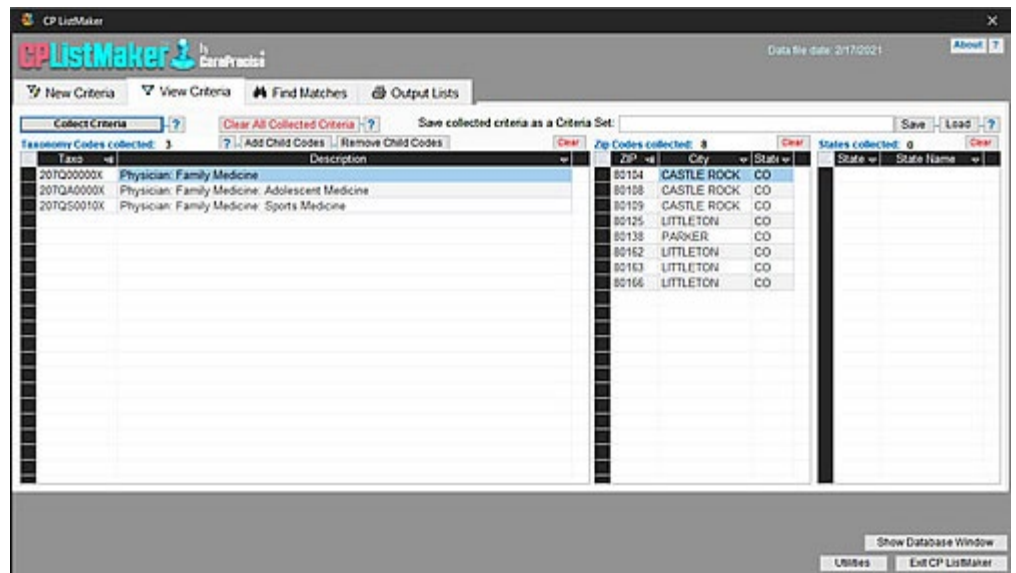 CP ListMaker
CPListMaker by CarePrecise
Data file date: 2/17/2021
About ?
New Criteria View Criteria Find Matches Output Lists
Collect Criteria ? Clear All Collected Criteria ? Save collected criteria as a Criteria Set: Save Load ?
Taxonomy Codes collected: 3 ? Add Child Codes Remove Child Codes Clear Zip Codes collected: 8 Clear States collected: 0 Clear
Taxo Description ZIP City State State Name
207Q00000X Physician: Family Medicine 80104 CASTLE ROCK CO
207QA0000X Physician: Family Medicine: Adolescent Medicine 80108 CASTLE ROCK CO
207QS0010X Physician: Family Medicine: Sports Medicine 80109 CASTLE ROCK CO
80125 LITTLETON CO
80138 PARKER CO
80162 LITTLETON CO
80163 LITTLETON CO
80166 LITTLETON CO
Show Database Window
Utilities Exit CP ListMaker